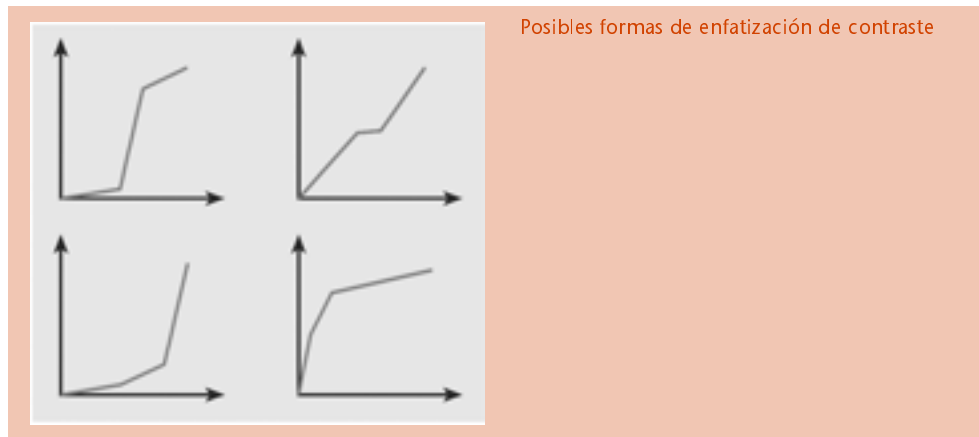 Posibles formas de enfatización de contraste